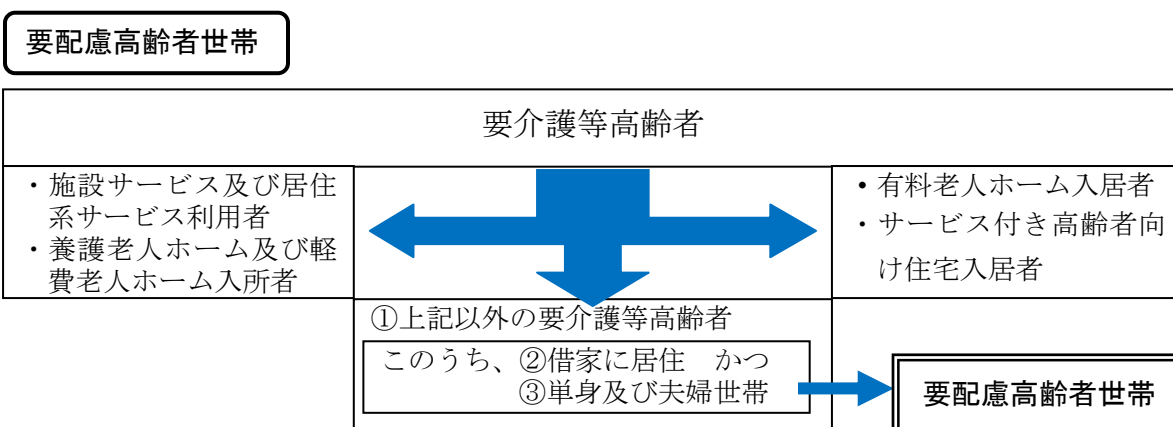 要配慮高齢者世帯
要介護等高齢者
・施設サービス及び居住
系サービス利用者
・養護老人ホーム及び軽
費老人ホーム入所者
・有料老人ホーム入居者
・サービス付き高齢者向
け住宅入居者
①上記以外の要介護等高齢者
このうち、②借家に居住　かつ
③単身及び夫婦世帯
要配慮高齢者世帯